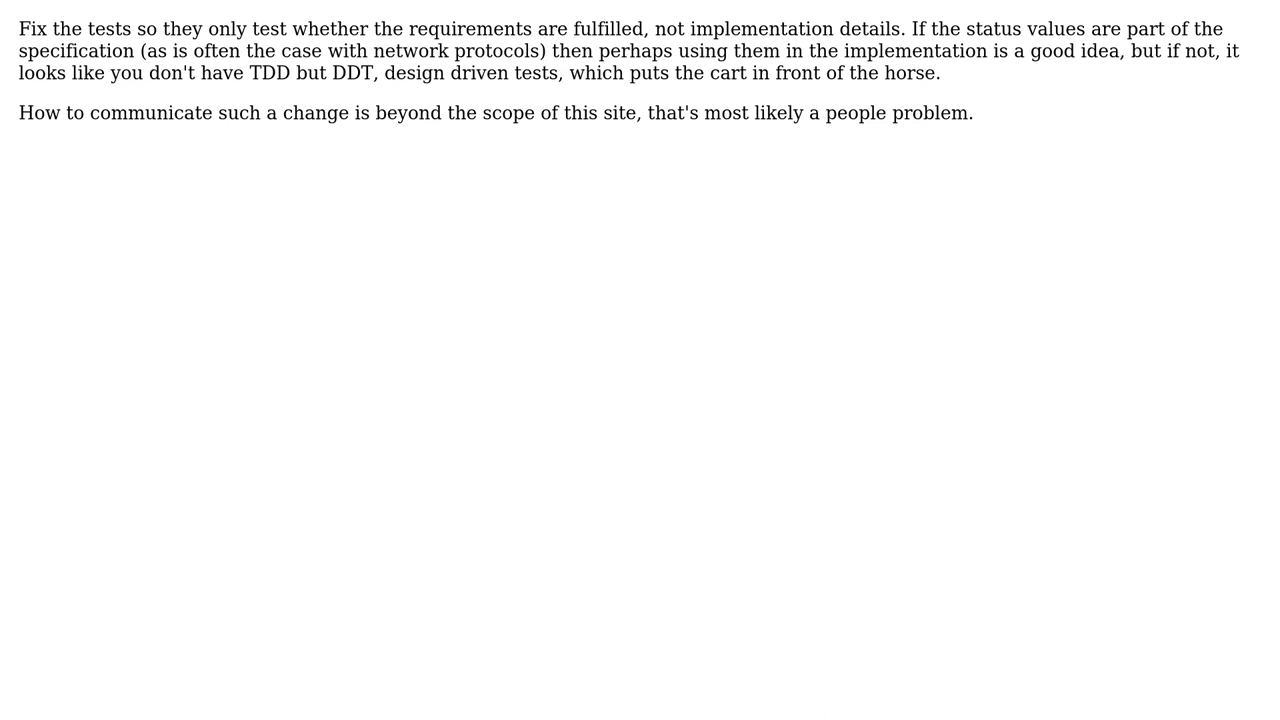 Fix the tests so they only test whether the requirements are fulfilled, not implementation details. If the status values are part of the
specification (as is often the case with network protocols) then perhaps using them in the implementation is a good idea, but if not, it
looks like you don't have TDD but DDT, design driven tests, which puts the cart in front of the horse.
How to communicate such a change is beyond the scope of this site, that's most likely a people problem.